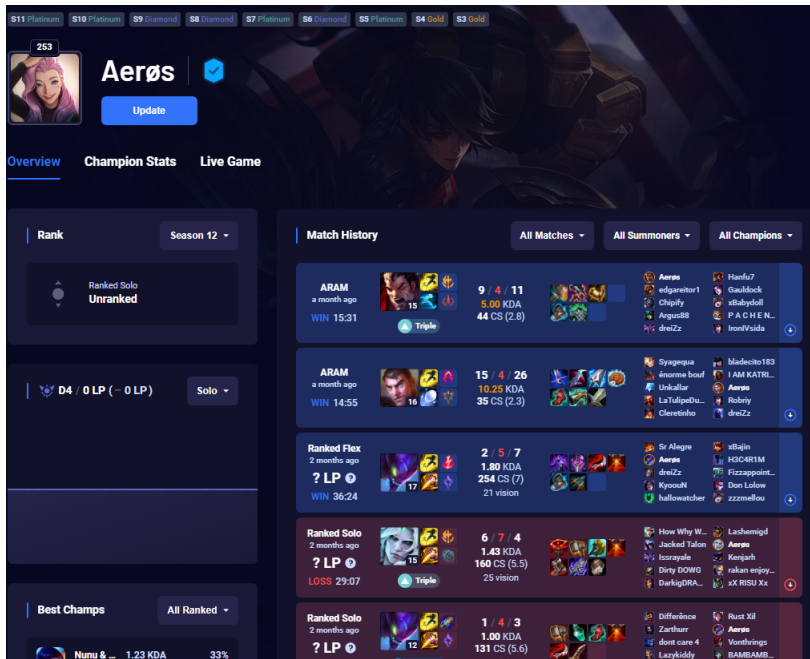 S11 Platinum S10 Platinum S9 Diamond S8 Diamond S7 Platinum S6 Diamond S5 Platinum S4 Gold S3 Gold
253
Aerøs
Update
Overview Champion Stats Live Game
Rank Season 12
Ranked Solo
Unranked
D4 / 0 LP (– 0 LP) Solo
Best Champs All Ranked
Nunu & ... 1.23 KDA 33%
Match History All Matches All Summoners All Champions
ARAM
a month ago
WIN 15:31
15
Triple
9 / 4 / 11
5.00 KDA
44 CS (2.8)
Aerøs Hanfu7
edgareitor1 Gauldock
Chipify xBabydoll
Argus88 P A C H E N...
dreiZz IronIVsida
ARAM
a month ago
WIN 14:55
16
15 / 4 / 26
10.25 KDA
35 CS (2.3)
Syagequa bladecito183
énorme bouf I AM KATRI...
Unkallar Aerøs
LaTulipeDu... Robriy
Cleretinho dreiZz
Ranked Flex
2 months ago
? LP ?
WIN 36:24
17
2 / 5 / 7
1.80 KDA
254 CS (7)
21 vision
Sr Alegre xBajin
Aerøs H3C4R1M
dreiZz Fizzappoint...
KyoouN Don Lolow
hallowatcher zzzmellou
Ranked Solo
2 months ago
? LP ?
LOSS 29:07
15
Triple
6 / 7 / 4
1.43 KDA
160 CS (5.5)
25 vision
How Why W... Lashemigd
Jacked Talon Aerøs
Issrayale Kenjarh
Dirty DOWG rakan enjoy...
DarkigDRA... xX RISU Xx
Ranked Solo
2 months ago
? LP ?
12
1 / 4 / 3
1.00 KDA
131 CS (5.6)
Differênce Rust Xil
Zarthurr Aerøs
dont care 4 Vonthrings
Lazykiddy BAMBAMB...